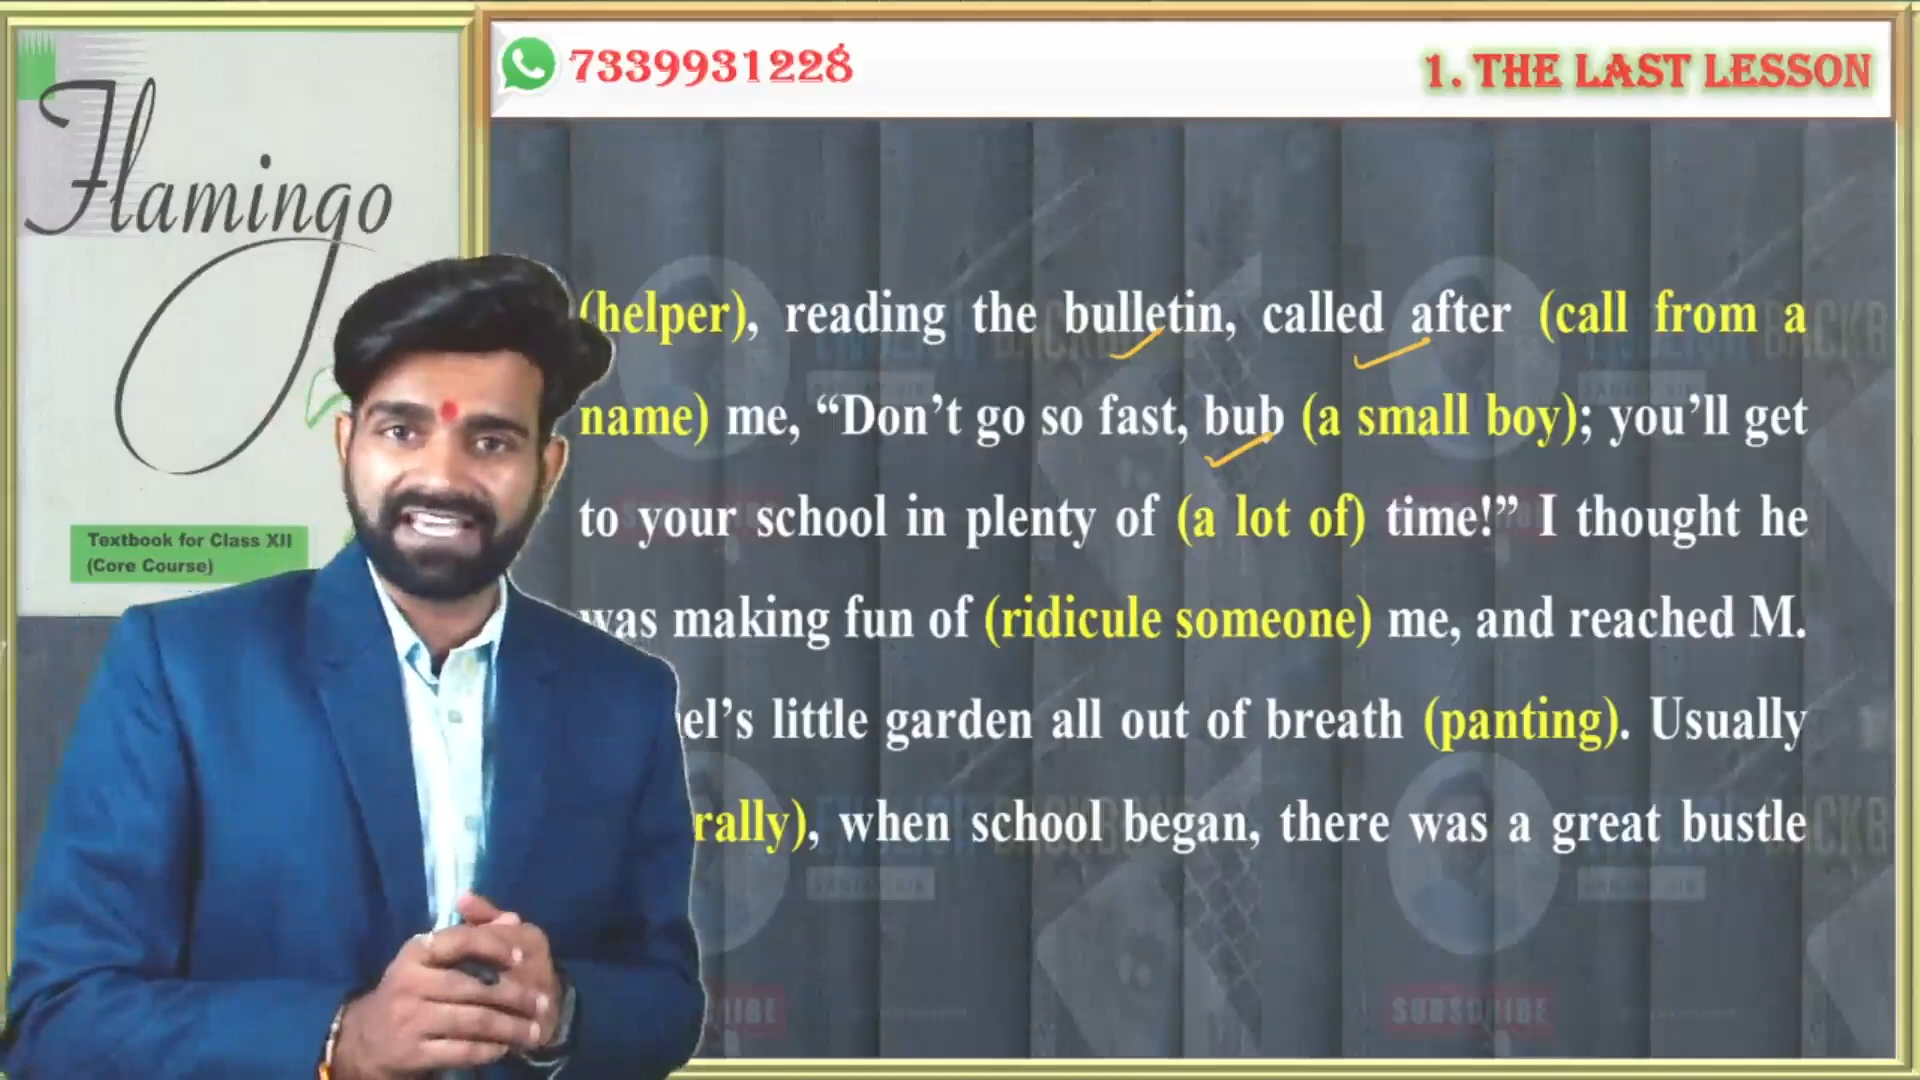 Flamingo
Textbook for Class XII
(Core Course)
7339931228
1. THE LAST LESSON
(helper), reading the bulletin, called after (call from a
name) me, “Don’t go so fast, bub (a small boy); you’ll get
to your school in plenty of (a lot of) time!” I thought he
was making fun of (ridicule someone) me, and reached M.
el’s little garden all out of breath (panting). Usually
rally), when school began, there was a great bustle
SUBSCRIBE